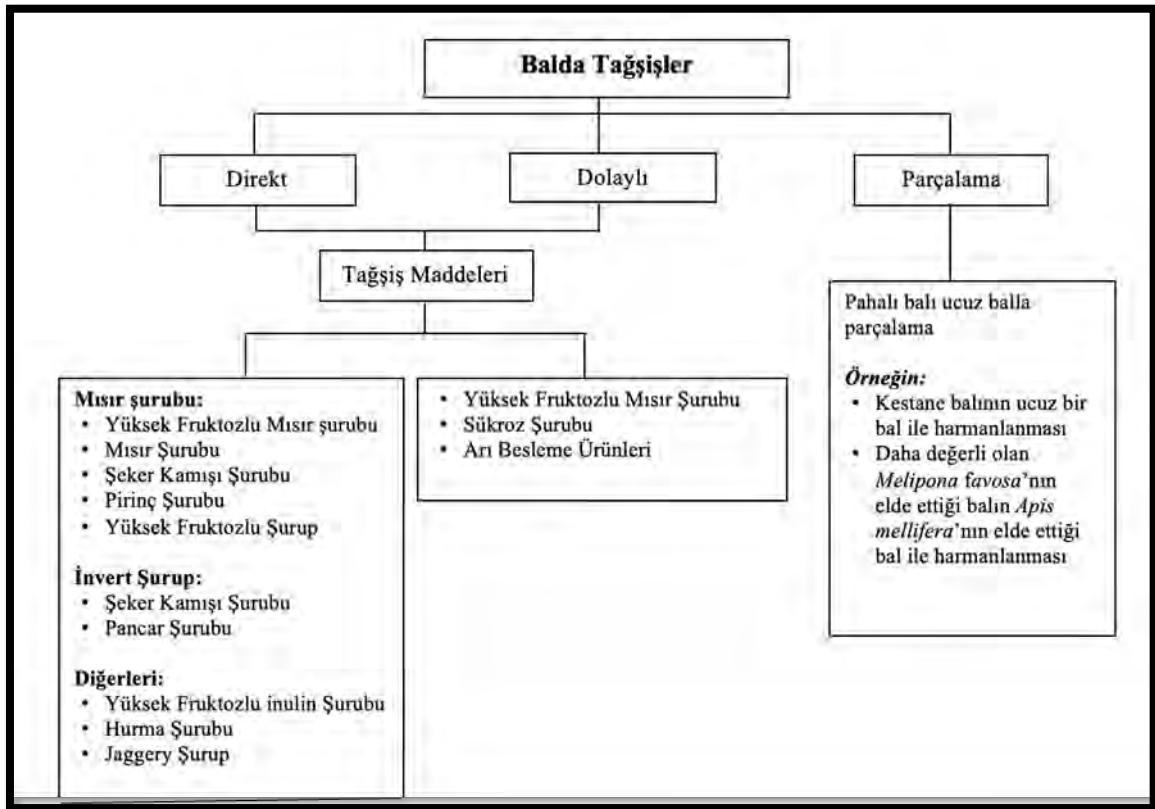 Balda Tağşişler
Direkt
Dolaylı
Parçalama
Tağşiş Maddeleri
Mısır şurubu:
• Yüksek Fruktozlu Mısır şurubu
• Mısır Şurubu
• Şeker Kamışı Şurubu
• Pirinç Şurubu
• Yüksek Fruktozlu Şurup
İnvert Şurup:
• Şeker Kamışı Şurubu
• Pancar Şurubu
Diğerleri:
• Yüksek Fruktozlu inulin Şurubu
• Hurma Şurubu
• Jaggery Şurup
• Yüksek Fruktozlu Mısır Şurubu
• Sükroz Şurubu
• Arı Besleme Ürünleri
Pahalı balı ucuz balla
parçalama
Örneğin:
• Kestane balının ucuz bir
bal ile harmanlanması
• Daha değerli olan
Melipona favosa’nın
elde ettiği balın Apis
mellifera’nın elde ettiği
bal ile harmanlanması